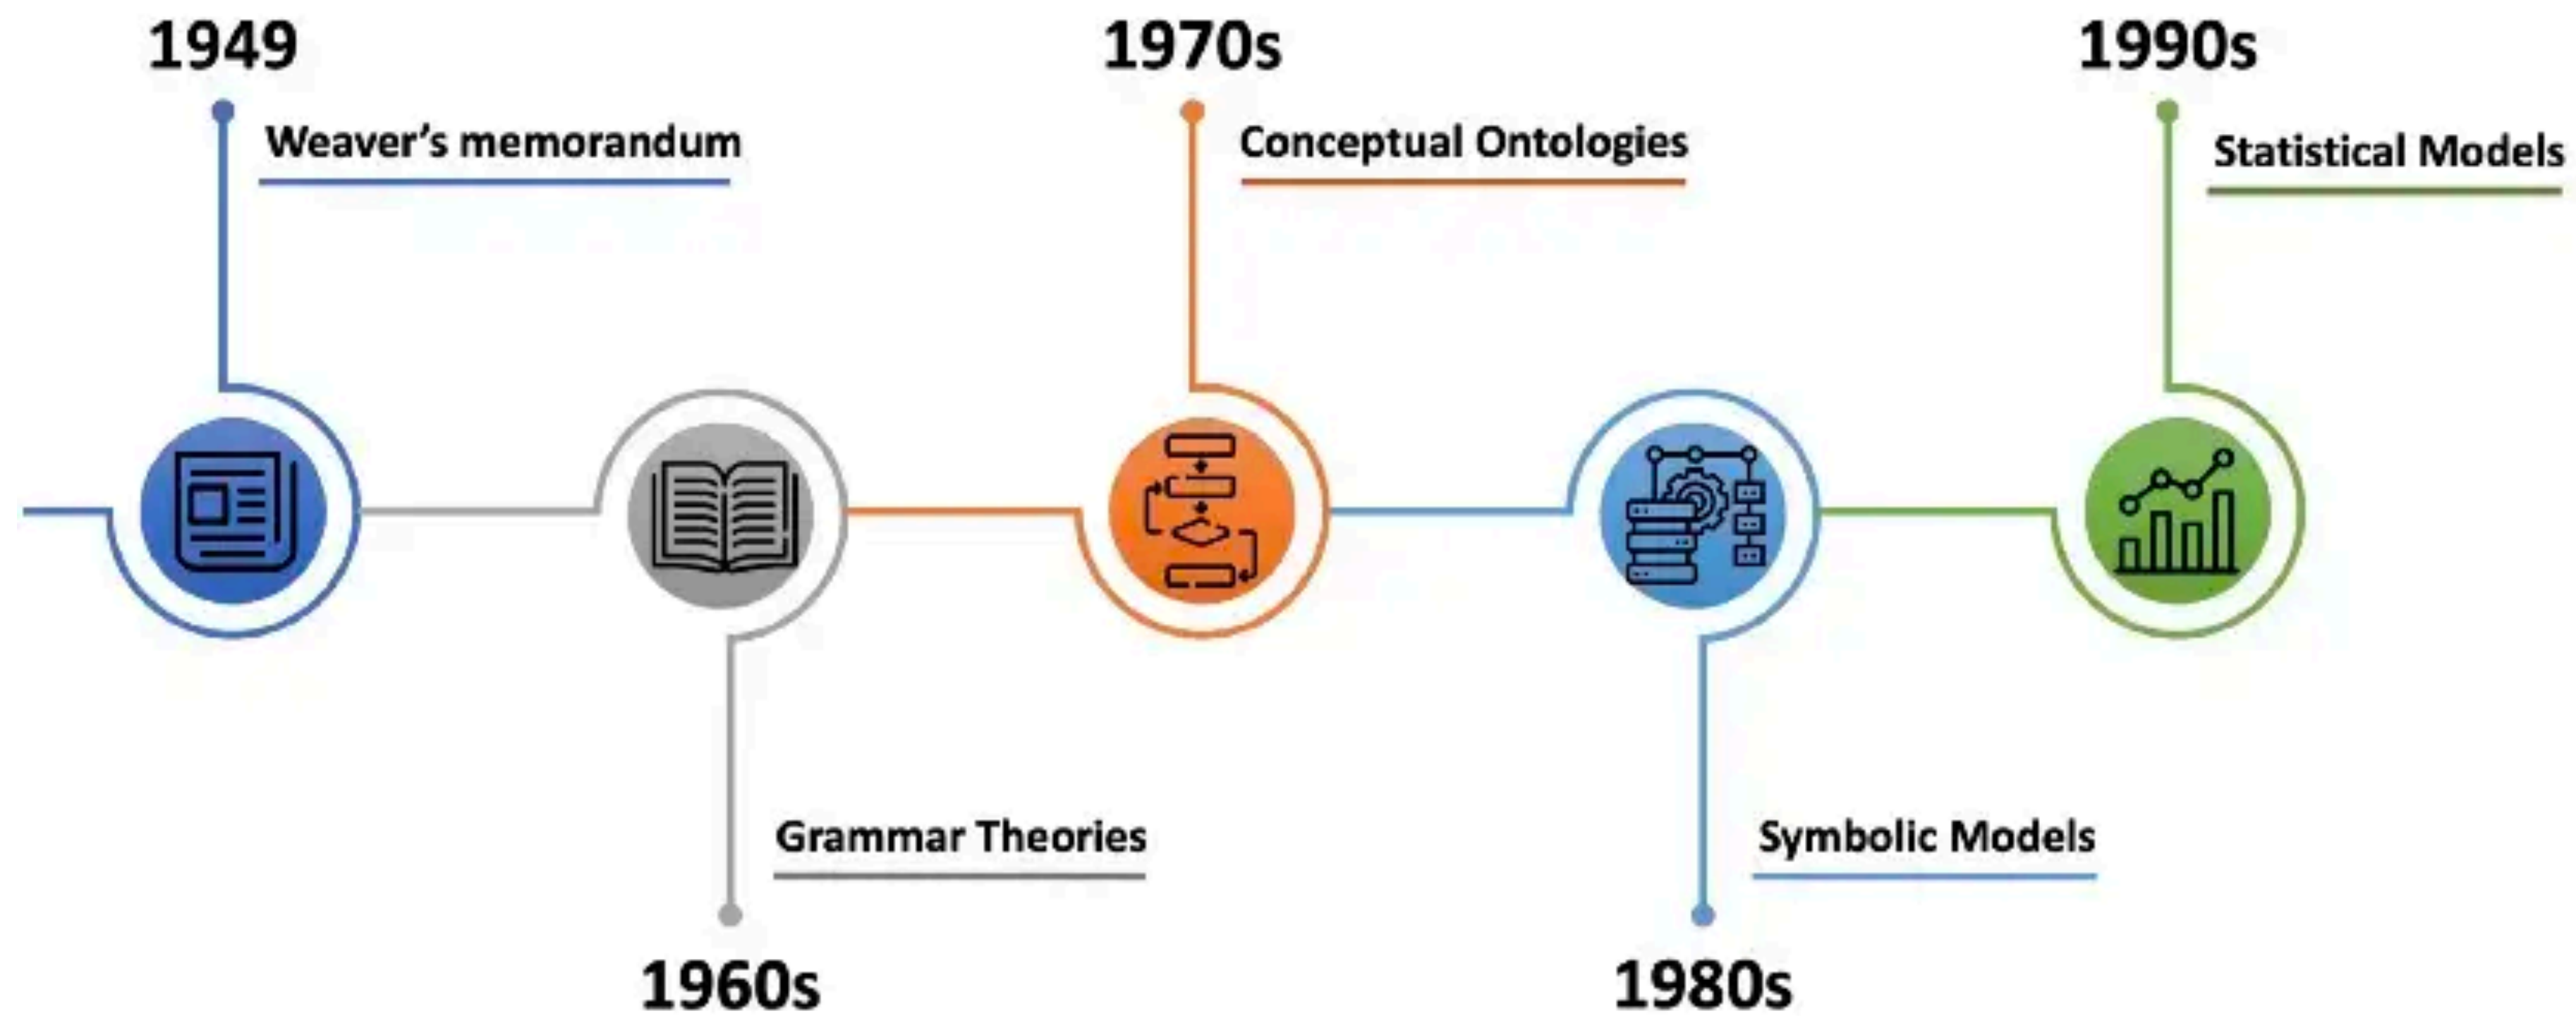 1949
Weaver's memorandum
1970s
Conceptual Ontologies
1990s
Statistical Models
Grammar Theories
1960s
Symbolic Models
1980s